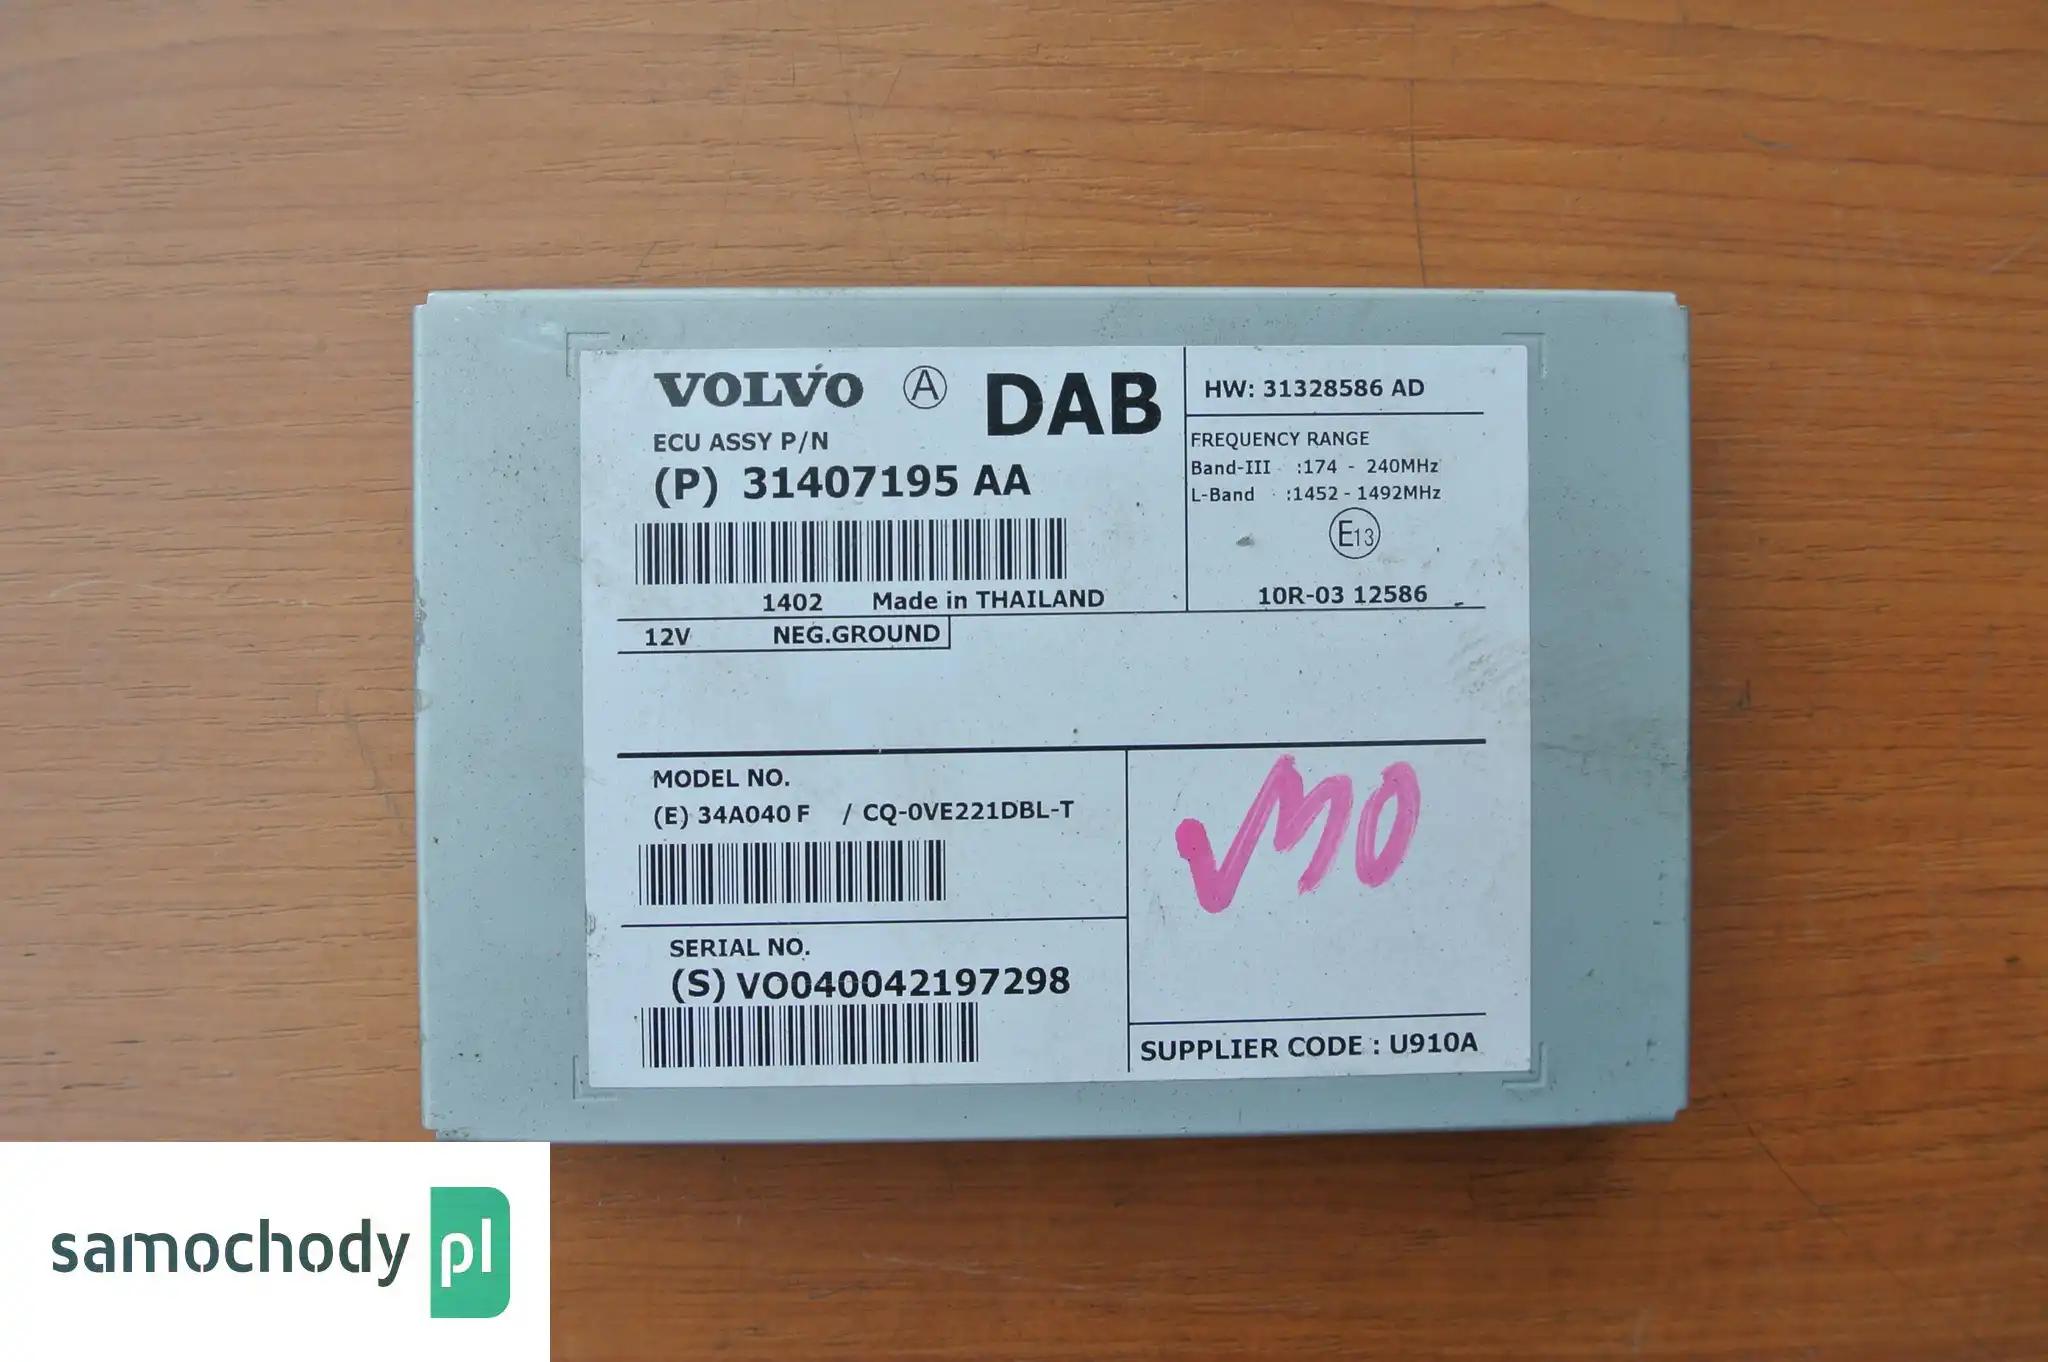 VOLVO Ⓐ DAB
ECU ASSY P/N
(P) 31407195 AA
1402 Made in THAILAND
HW: 31328586 AD
FREQUENCY RANGE
Band-III :174 - 240MHz
L-Band :1452 - 1492MHz
E13
10R-03 12586
12V NEG.GROUND
MODEL NO.
(E) 34A040 F / CQ-0VE221DBL-T
SERIAL NO.
(S) VO040042197298
SUPPLIER CODE : U910A
samochody pl